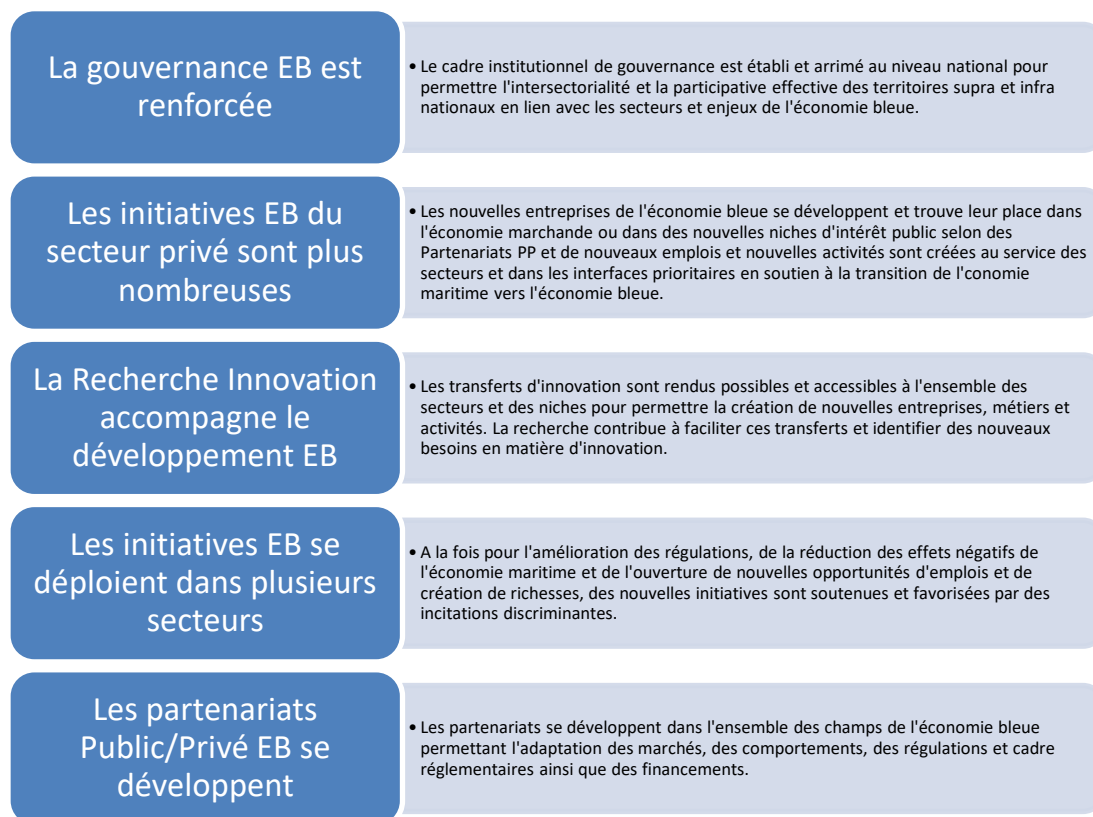 La gouvernance EB est
renforcée
• Le cadre institutionnel de gouvernance est établi et arrimé au niveau national pour
permettre l'intersectorialité et la participative effective des territoires supra et infra
nationaux en lien avec les secteurs et enjeux de l'économie bleue.
Les initiatives EB du
secteur privé sont plus
nombreuses
• Les nouvelles entreprises de l'économie bleue se développent et trouve leur place dans
l'économie marchande ou dans des nouvelles niches d'intérêt public selon des
Partenariats PP et de nouveaux emplois et nouvelles activités sont créées au service des
secteurs et dans les interfaces prioritaires en soutien à la transition de l'conomie
maritime vers l'économie bleue.
La Recherche Innovation
accompagne le
développement EB
• Les transferts d'innovation sont rendus possibles et accessibles à l'ensemble des
secteurs et des niches pour permettre la création de nouvelles entreprises, métiers et
activités. La recherche contribue à faciliter ces transferts et identifier des nouveaux
besoins en matière d'innovation.
Les initiatives EB se
déploient dans plusieurs
secteurs
• A la fois pour l'amélioration des régulations, de la réduction des effets négatifs de
l'économie maritime et de l'ouverture de nouvelles opportunités d'emplois et de
création de richesses, des nouvelles initiatives sont soutenues et favorisées par des
incitations discriminantes.
Les partenariats
Public/Privé EB se
développent
• Les partenariats se développent dans l'ensemble des champs de l'économie bleue
permettant l'adaptation des marchés, des comportements, des régulations et cadre
réglementaires ainsi que des financements.